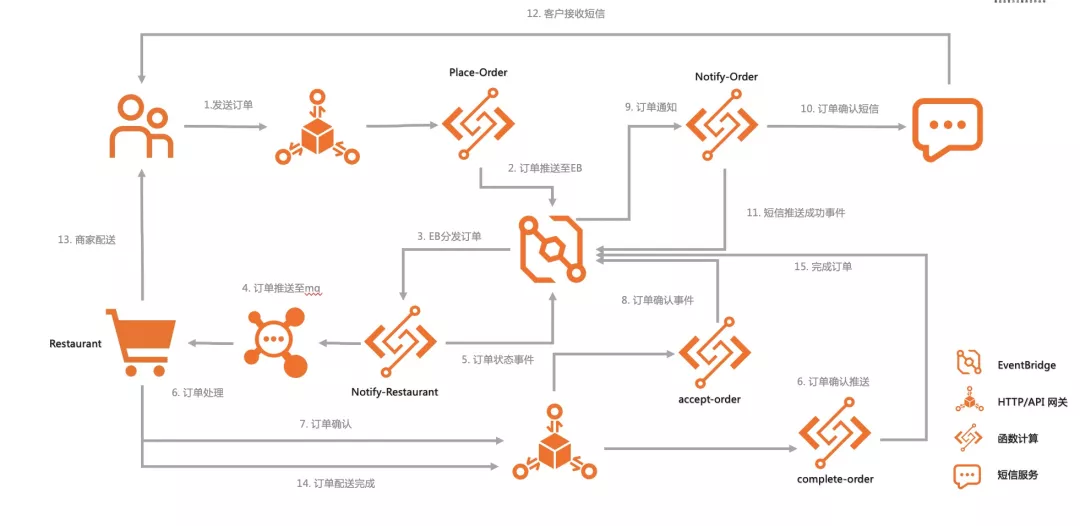 12. 客户接收短信
Place-Order
Notify-Order
1.发送订单
9. 订单通知
10. 订单确认短信
2. 订单推送至EB
11. 短信推送成功事件
13. 商家配送
3. EB分发订单
15. 完成订单
4. 订单推送至mq
8. 订单确认事件
Restaurant
5. 订单状态事件
EventBridge
6. 订单处理
Notify-Restaurant
accept-order
6. 订单确认推送
HTTP/API 网关
7. 订单确认
函数计算
14. 订单配送完成
complete-order
短信服务